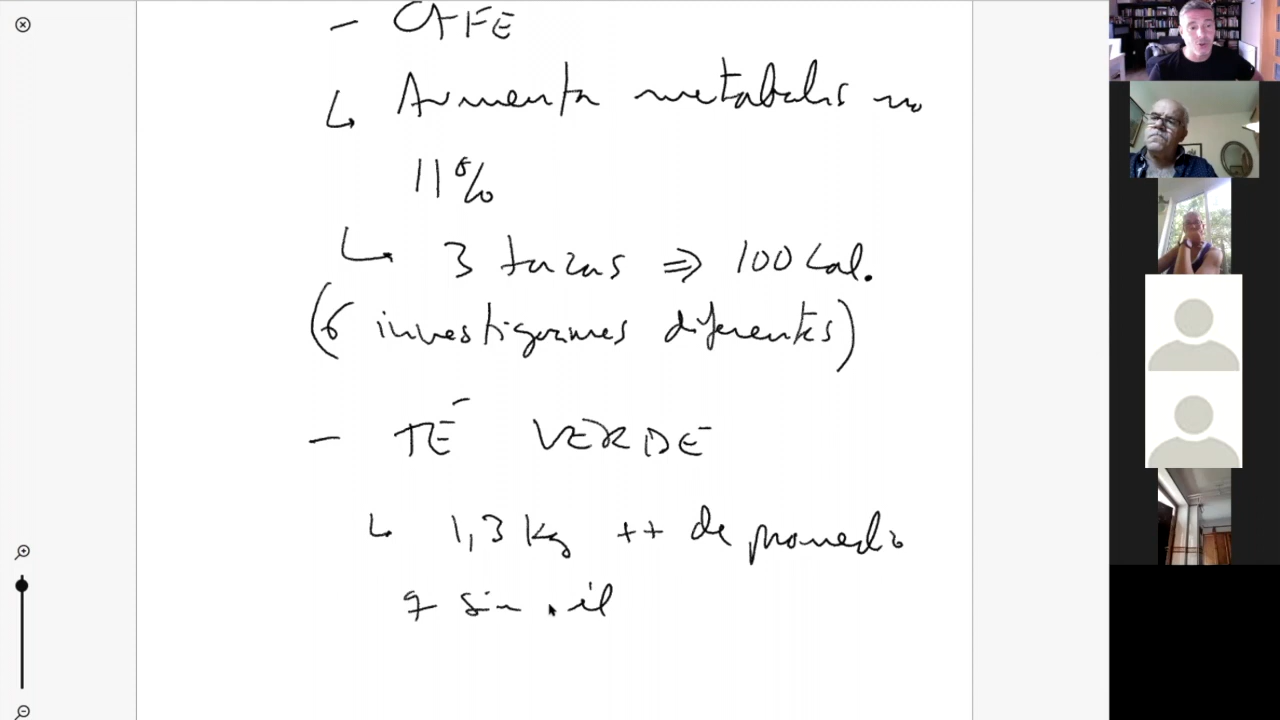 - CAFE
↳ Aumenta metabolismo
11%
↳ 3 tazas ⇒ 100 Cal.
(6 investigaciones diferentes)
- TÉ VERDE
↳ 1,3 kg ++ de promedio
q sin él